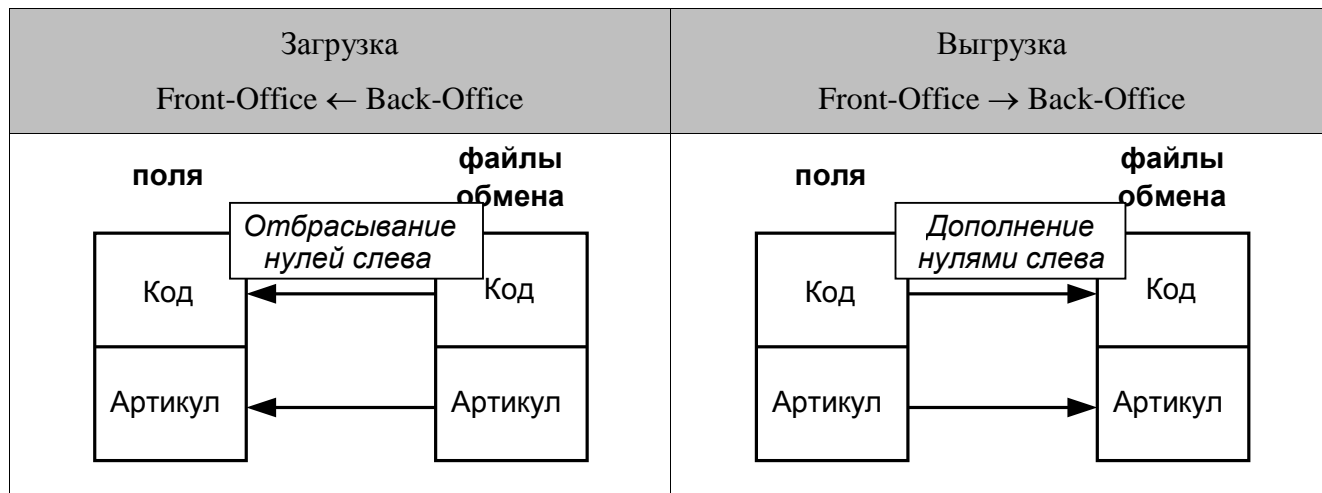 Загрузка
Front-Office ← Back-Office
Выгрузка
Front-Office → Back-Office
поля
файлы
обмена
Отбрасывание
нулей слева
Код
Код
Артикул
Артикул
поля
файлы
обмена
Дополнение
нулями слева
Код
Код
Артикул
Артикул